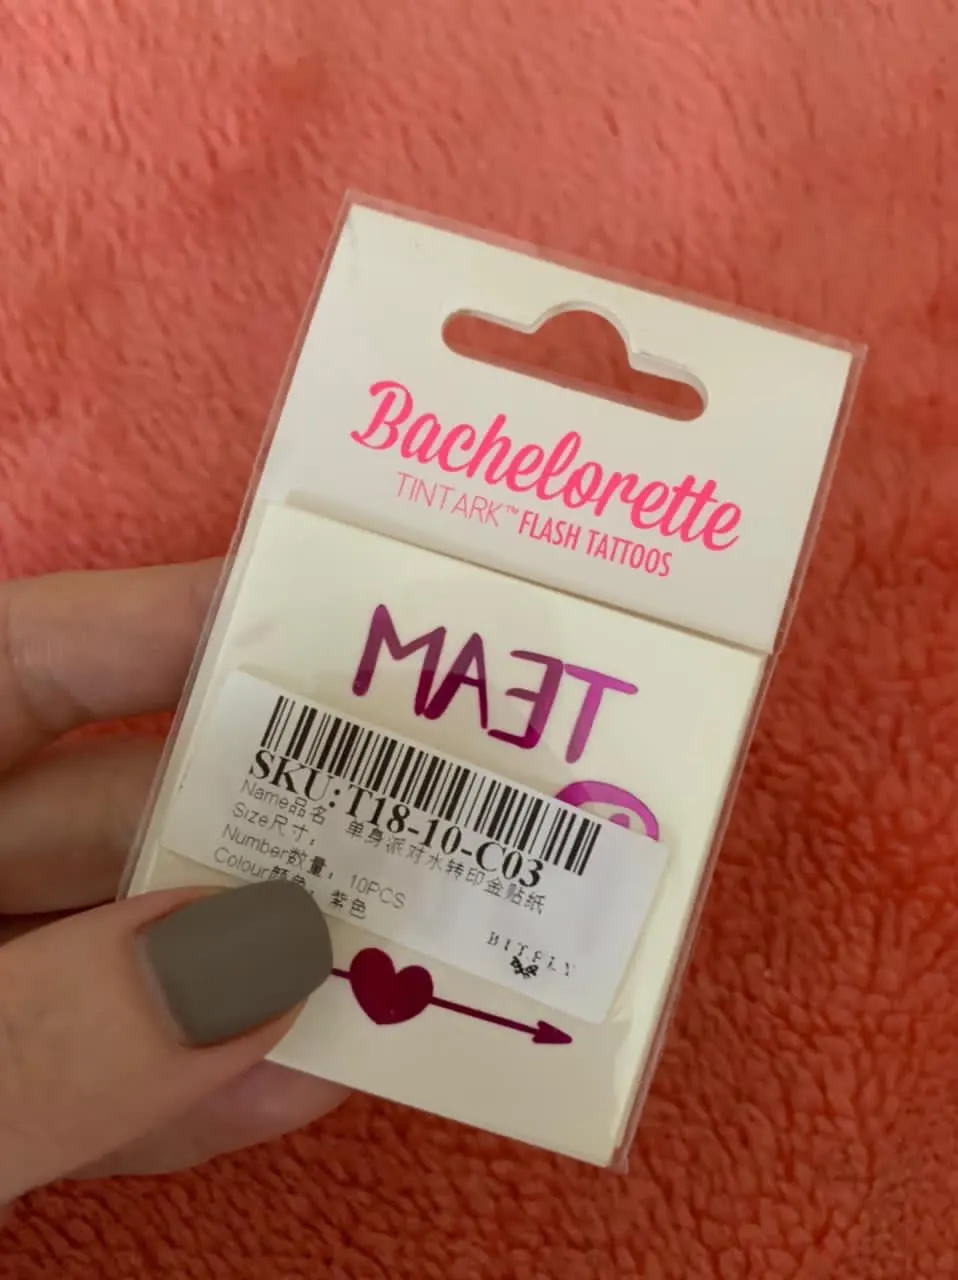 Bachelorette
TINTARK™ FLASH TATTOOS
TEAM
SKU: T18-10-C03
Name品名 单身派对水转印金贴纸
Size尺寸:
Number数量: 10PCS
Colour颜色: 紫色
BITFLY